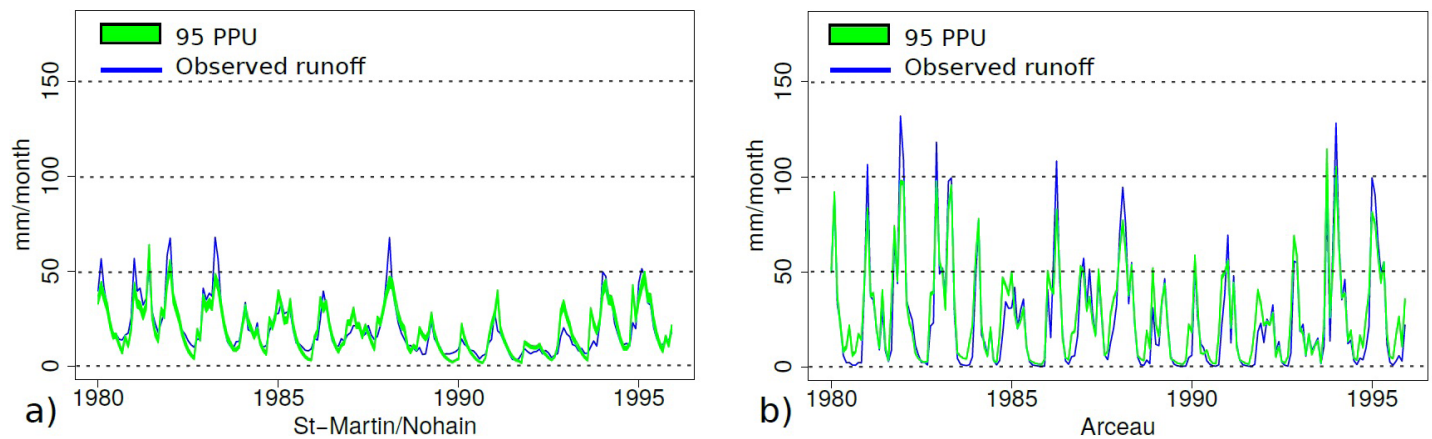 95 PPU
Observed runoff
mm/month
150
100
50
0
1980
1985
1990
1995
St-Martin/Nohain
a)
95 PPU
Observed runoff
mm/month
150
100
50
0
1980
1985
1990
1995
Arceau
b)